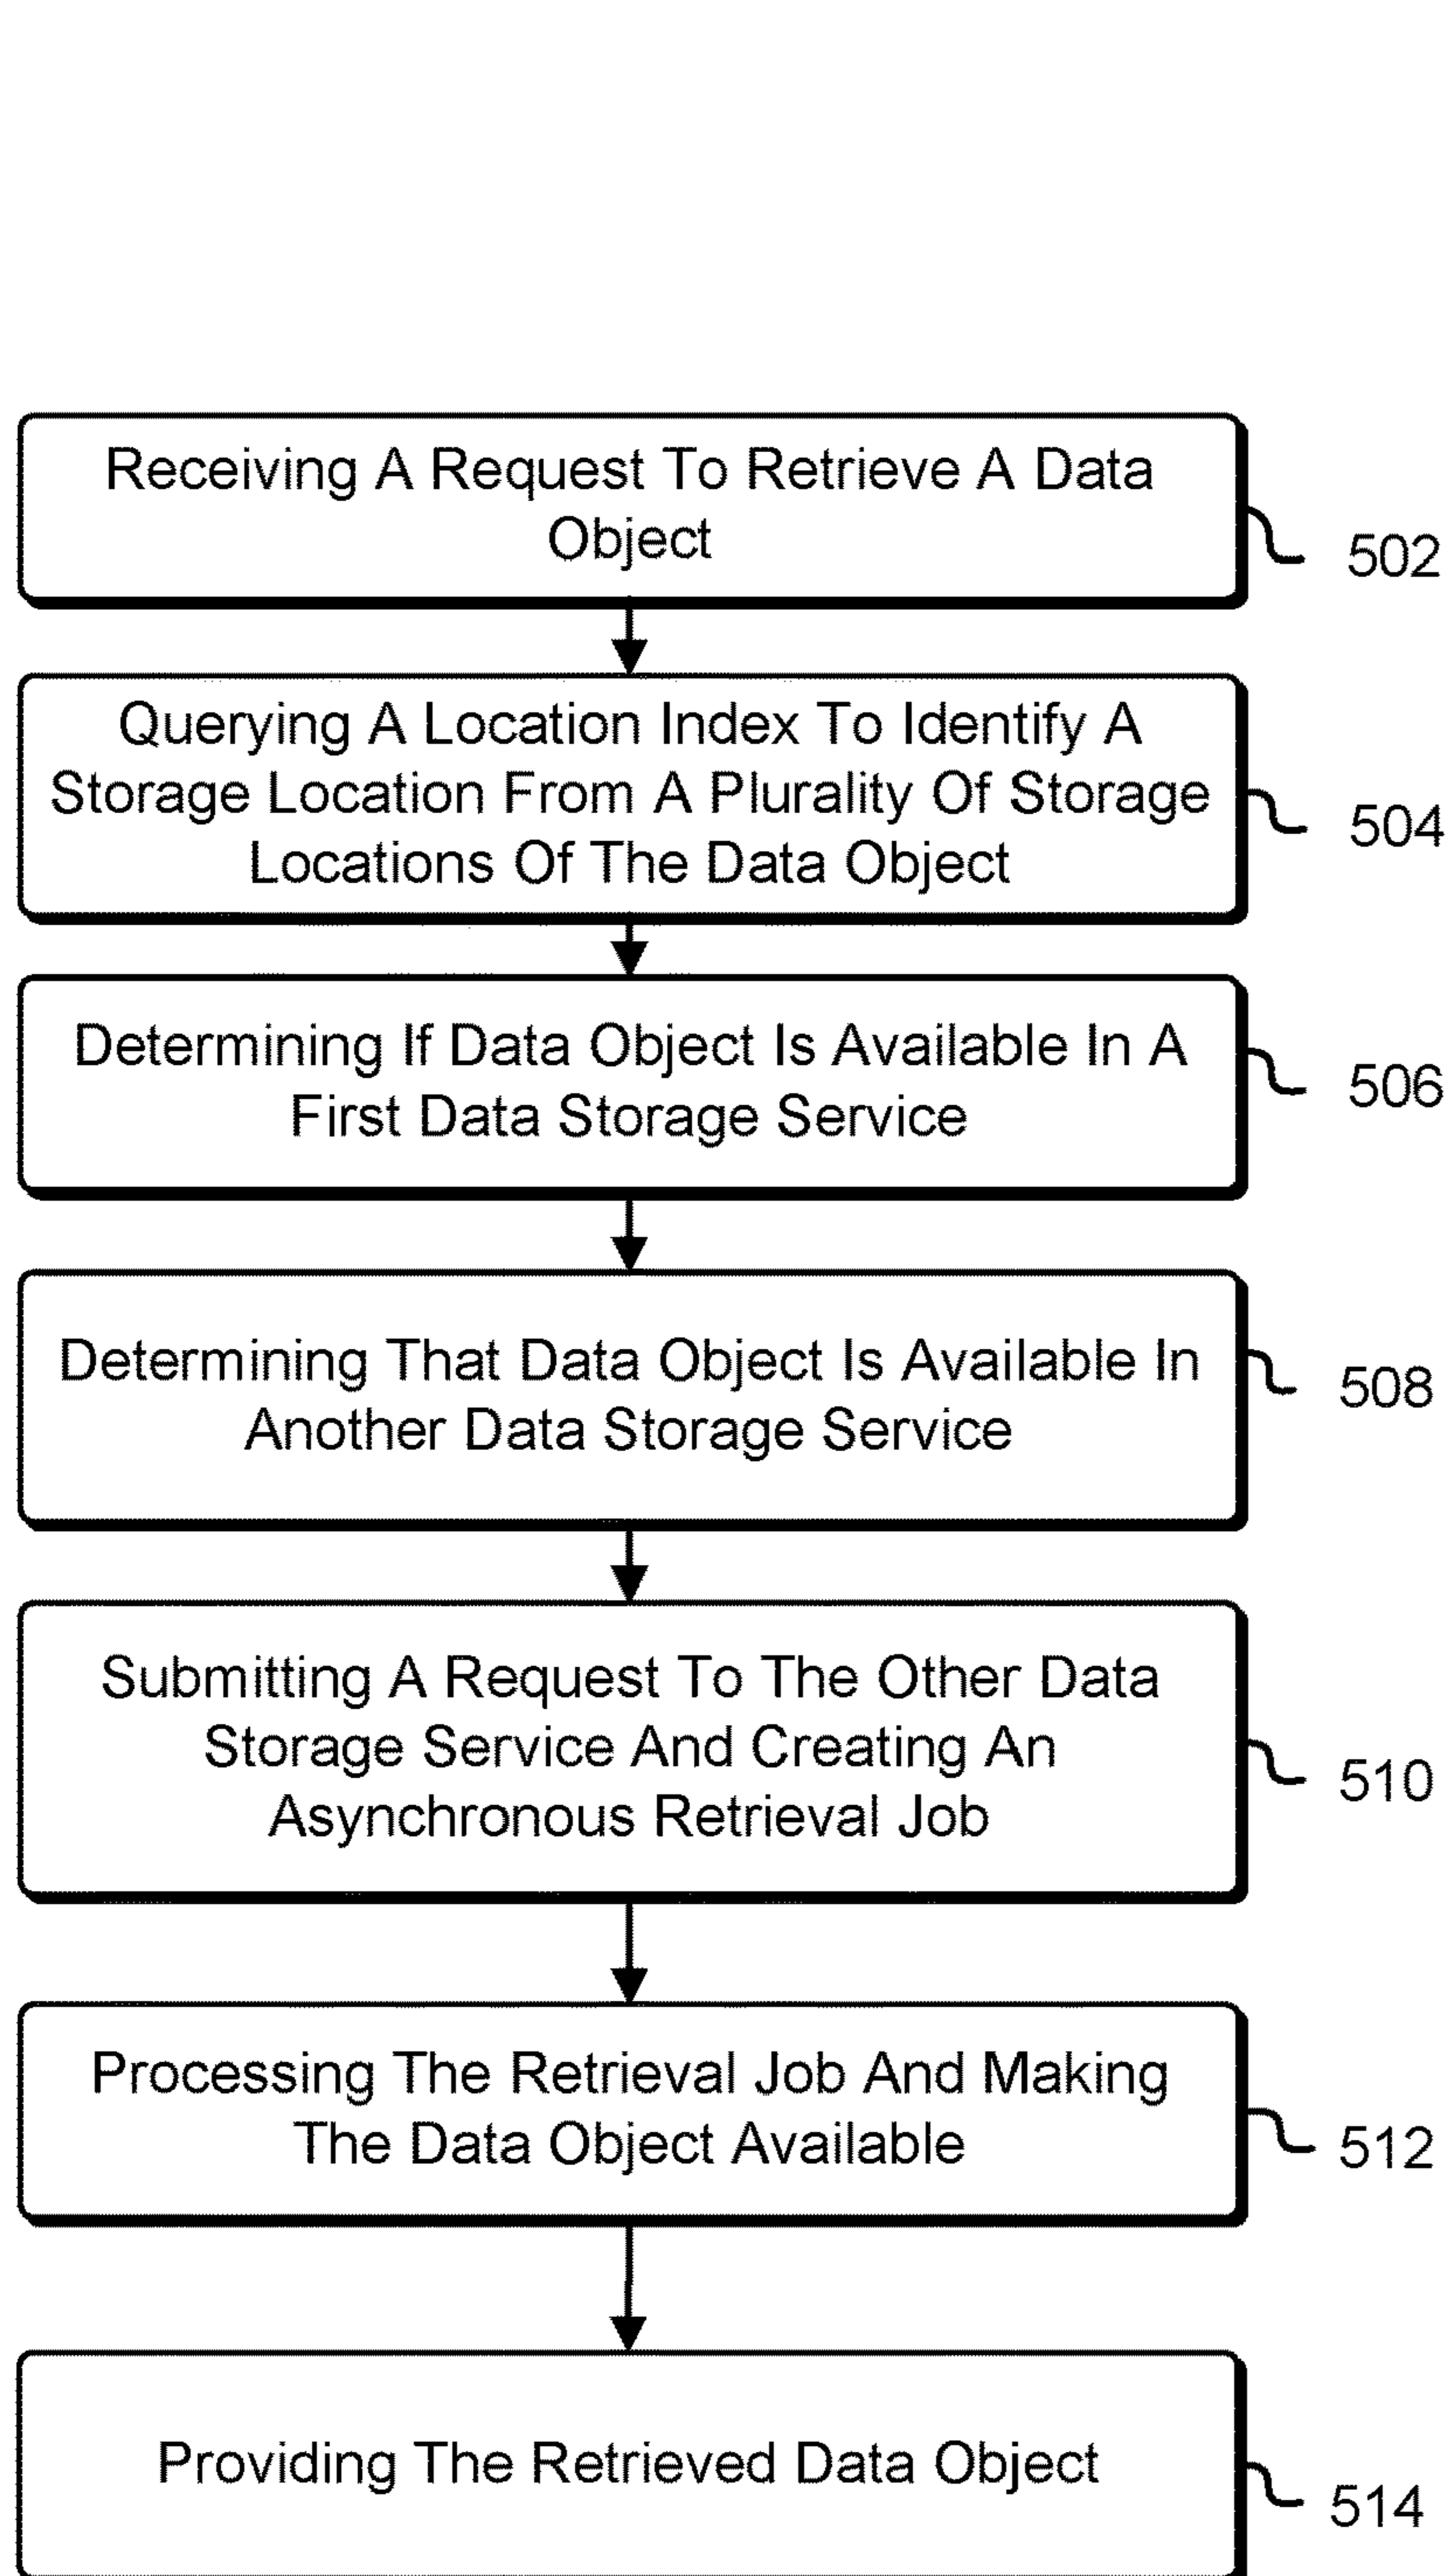 Receiving A Request To Retrieve A Data
Object
502
Querying A Location Index To Identify A
Storage Location From A Plurality Of Storage
Locations Of The Data Object
504
Determining If Data Object Is Available In A
First Data Storage Service
506
Determining That Data Object Is Available In
Another Data Storage Service
508
Submitting A Request To The Other Data
Storage Service And Creating An
Asynchronous Retrieval Job
510
Processing The Retrieval Job And Making
The Data Object Available
512
Providing The Retrieved Data Object
514